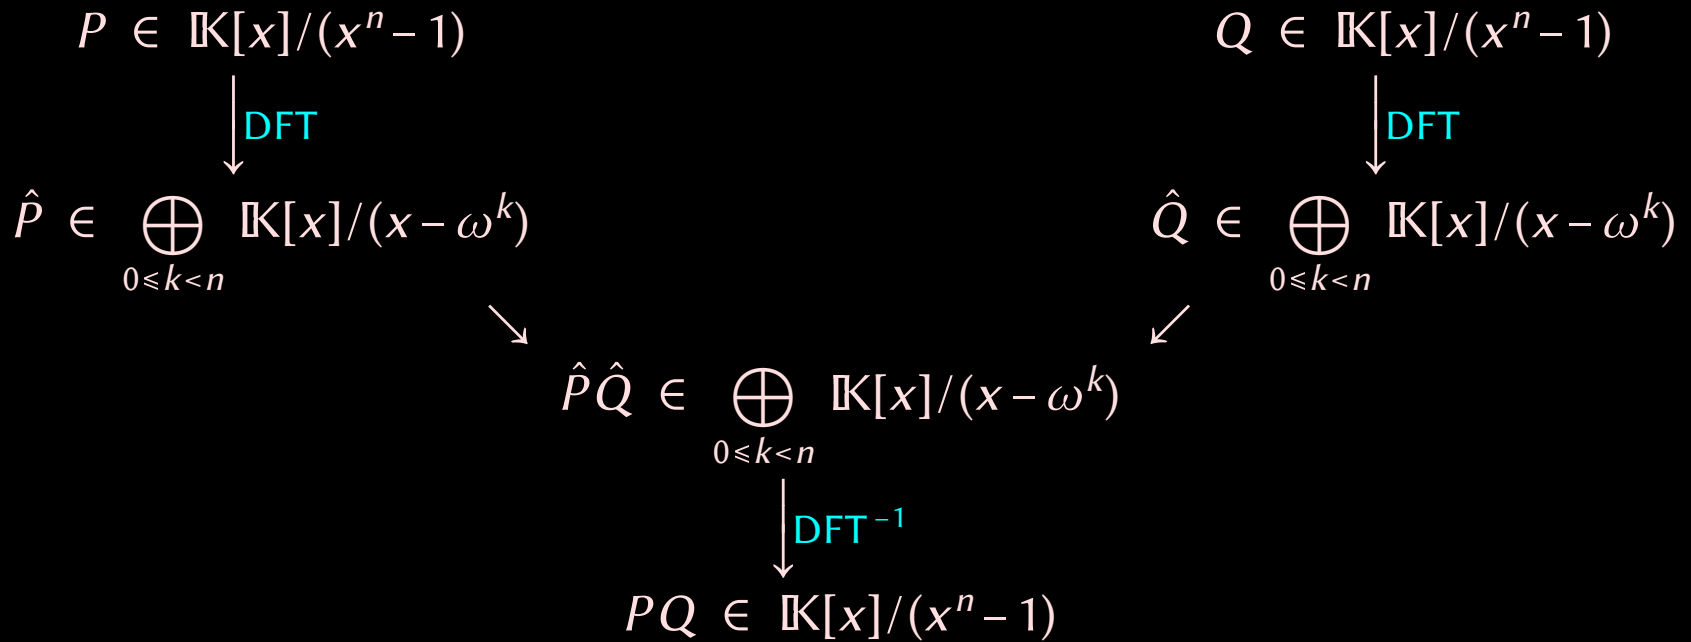 P ∈ 𝕂[x]/(xⁿ − 1) Q ∈ 𝕂[x]/(xⁿ − 1)
DFT DFT
P̂ ∈ ⨁ 𝕂[x]/(x − ωᵏ) Q̂ ∈ ⨁ 𝕂[x]/(x − ωᵏ)
0⩽k<n 0⩽k<n
P̂Q̂ ∈ ⨁ 𝕂[x]/(x − ωᵏ)
0⩽k<n
DFT⁻¹
PQ ∈ 𝕂[x]/(xⁿ − 1)